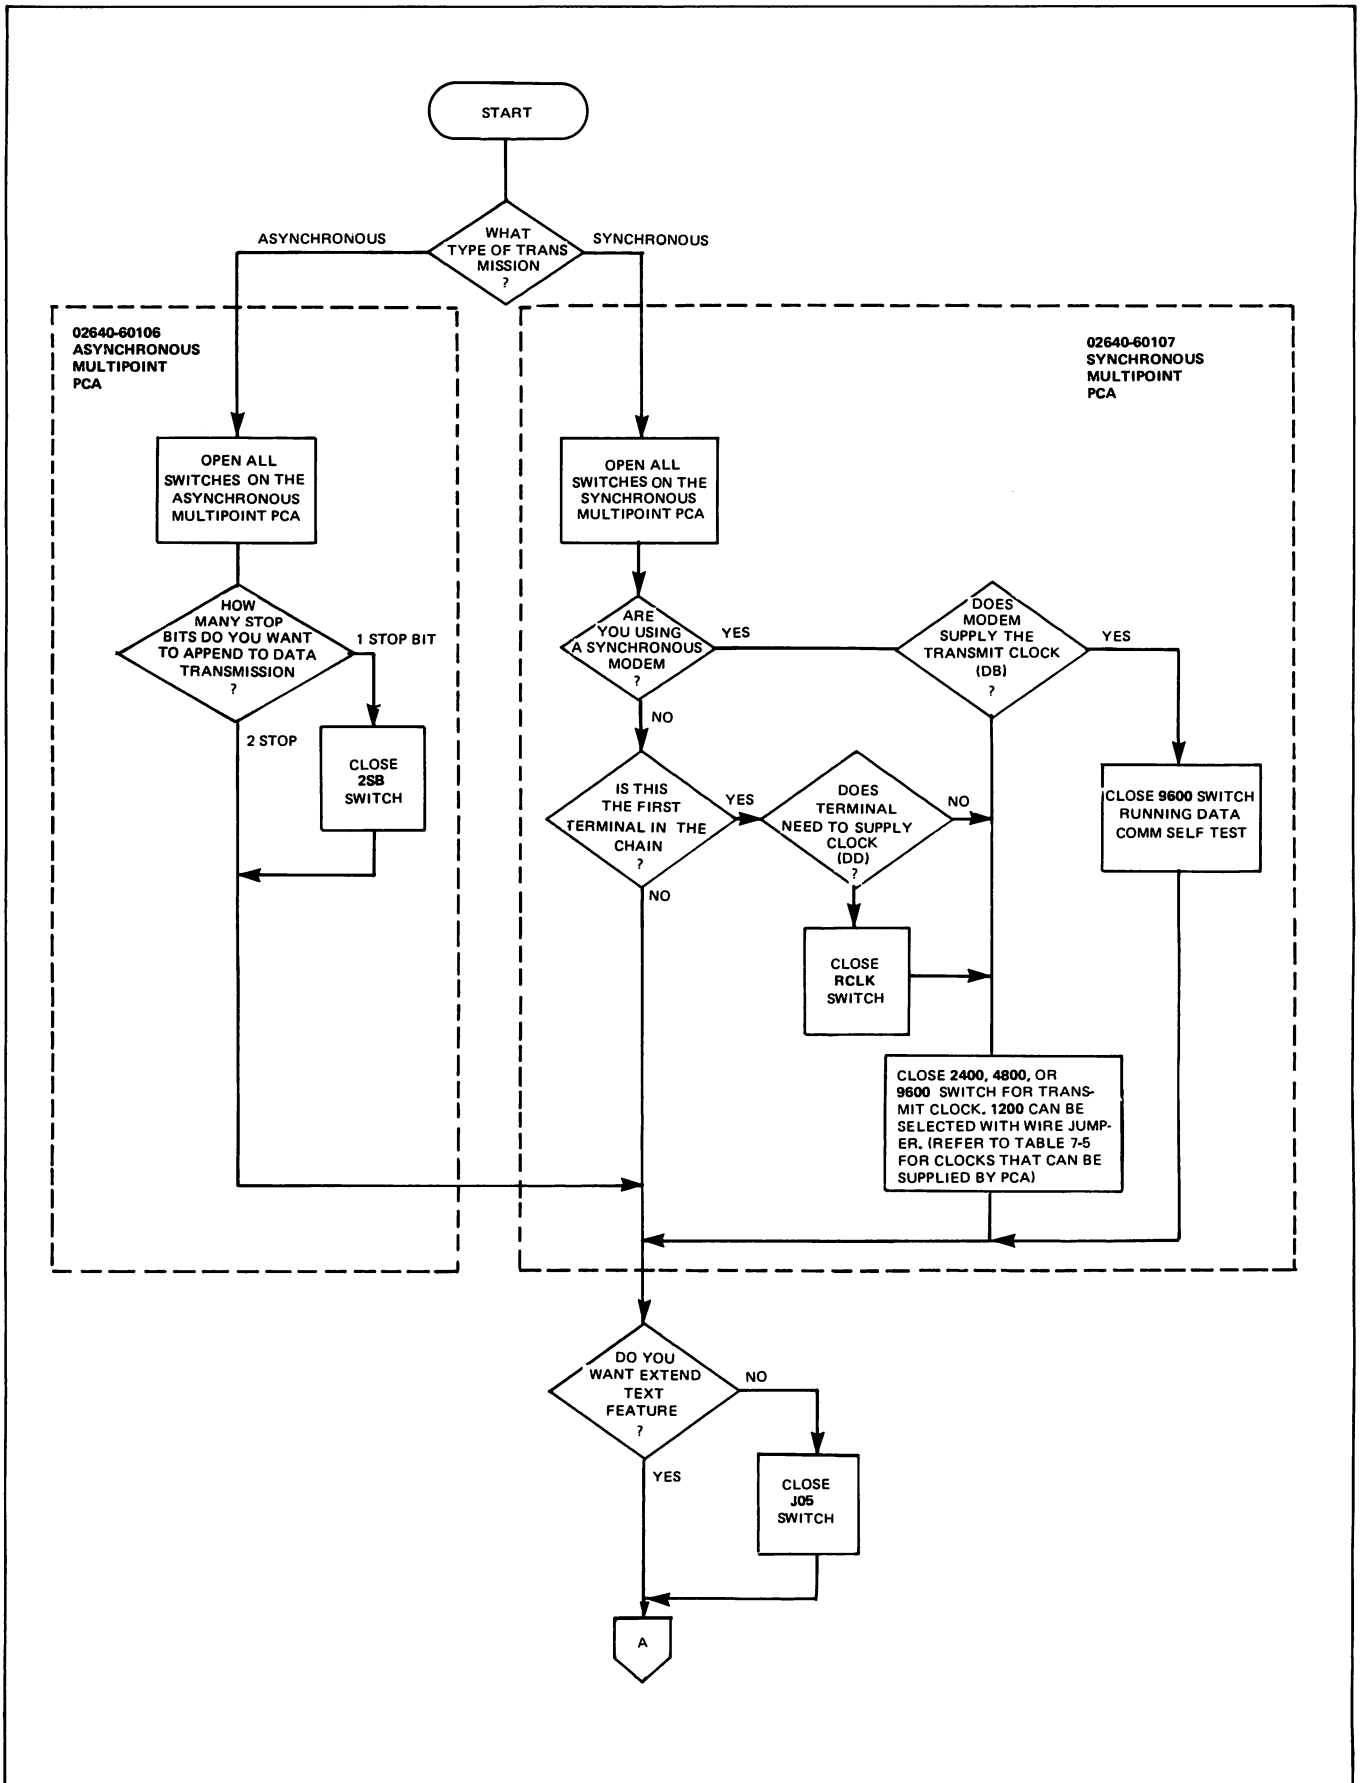 START
WHAT
TYPE OF TRANS
MISSION
?
ASYNCHRONOUS
SYNCHRONOUS
02640-60106
ASYNCHRONOUS
MULTIPOINT
PCA
02640-60107
SYNCHRONOUS
MULTIPOINT
PCA
OPEN ALL
SWITCHES ON THE
ASYNCHRONOUS
MULTIPOINT PCA
OPEN ALL
SWITCHES ON THE
SYNCHRONOUS
MULTIPOINT PCA
HOW
MANY STOP
BITS DO YOU WANT
TO APPEND TO DATA
TRANSMISSION
?
1 STOP BIT
2 STOP
CLOSE
2SB
SWITCH
ARE
YOU USING
A SYNCHRONOUS
MODEM
?
YES
NO
DOES
MODEM
SUPPLY THE
TRANSMIT CLOCK
(DB)
?
YES
IS THIS
THE FIRST
TERMINAL IN THE
CHAIN
?
YES
NO
DOES
TERMINAL
NEED TO SUPPLY
CLOCK
(DD)
?
NO
CLOSE 9600 SWITCH
RUNNING DATA
COMM SELF TEST
CLOSE
RCLK
SWITCH
CLOSE 2400, 4800, OR
9600 SWITCH FOR TRANS-
MIT CLOCK. 1200 CAN BE
SELECTED WITH WIRE JUMP-
ER. (REFER TO TABLE 7-5
FOR CLOCKS THAT CAN BE
SUPPLIED BY PCA)
DO YOU
WANT EXTEND
TEXT
FEATURE
?
NO
YES
CLOSE
J05
SWITCH
A